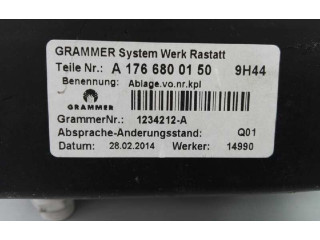 GRAMMER System Werk Rastatt
Teile Nr.: A 176 680 01 50 9H44
Benennung: Ablage.vo.nr.kpl
GRAMMER
GrammerNr.: 1234212-A
Absprache-Änderungsstand: Q01
Datum: 28.02.2014 Werker: 14990